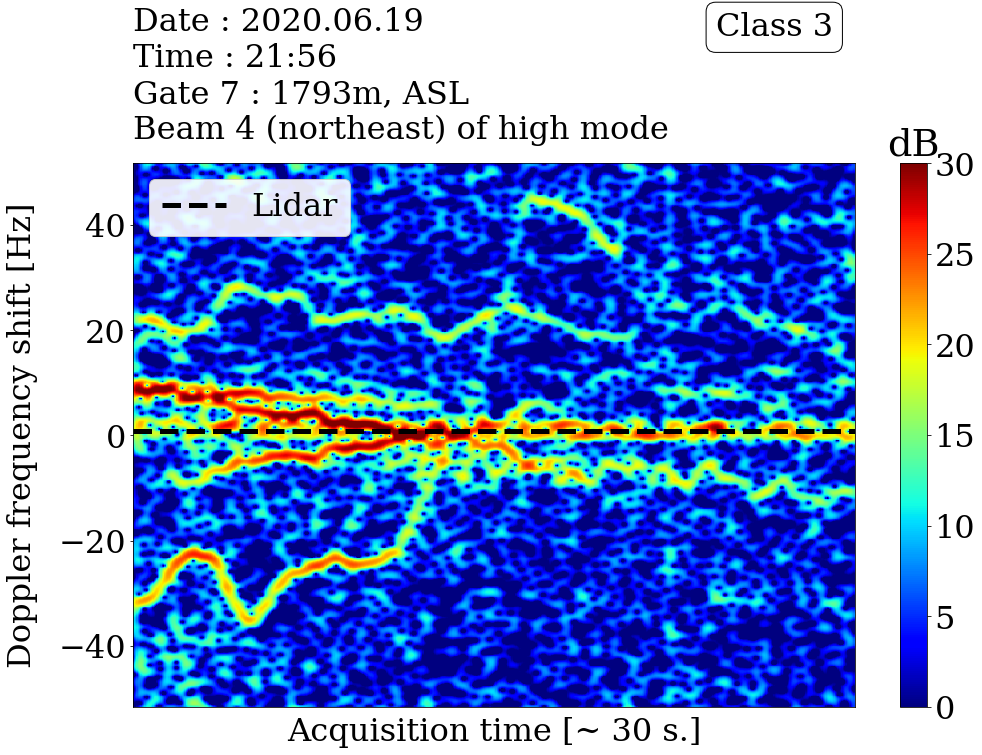 Date : 2020.06.19
Time : 21:56
Gate 7 : 1793m, ASL
Beam 4 (northeast) of high mode
Class 3
dB
Lidar
Doppler frequency shift [Hz]
40
20
0
−20
−40
30
25
20
15
10
5
0
Acquisition time [~ 30 s.]